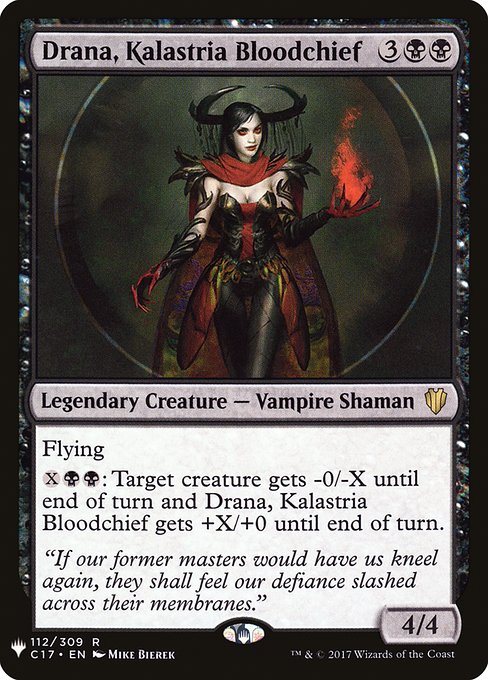 Drana, Kalastria Bloodchief 3
Legendary Creature — Vampire Shaman
Flying
X: Target creature gets -0/-X until
end of turn and Drana, Kalastria
Bloodchief gets +X/+0 until end of turn.
“If our former masters would have us kneel
again, they shall feel our defiance slashed
across their membranes.”
4/4
112/309 R
C17 • EN Mike Bierek
™ & © 2017 Wizards of the Coast